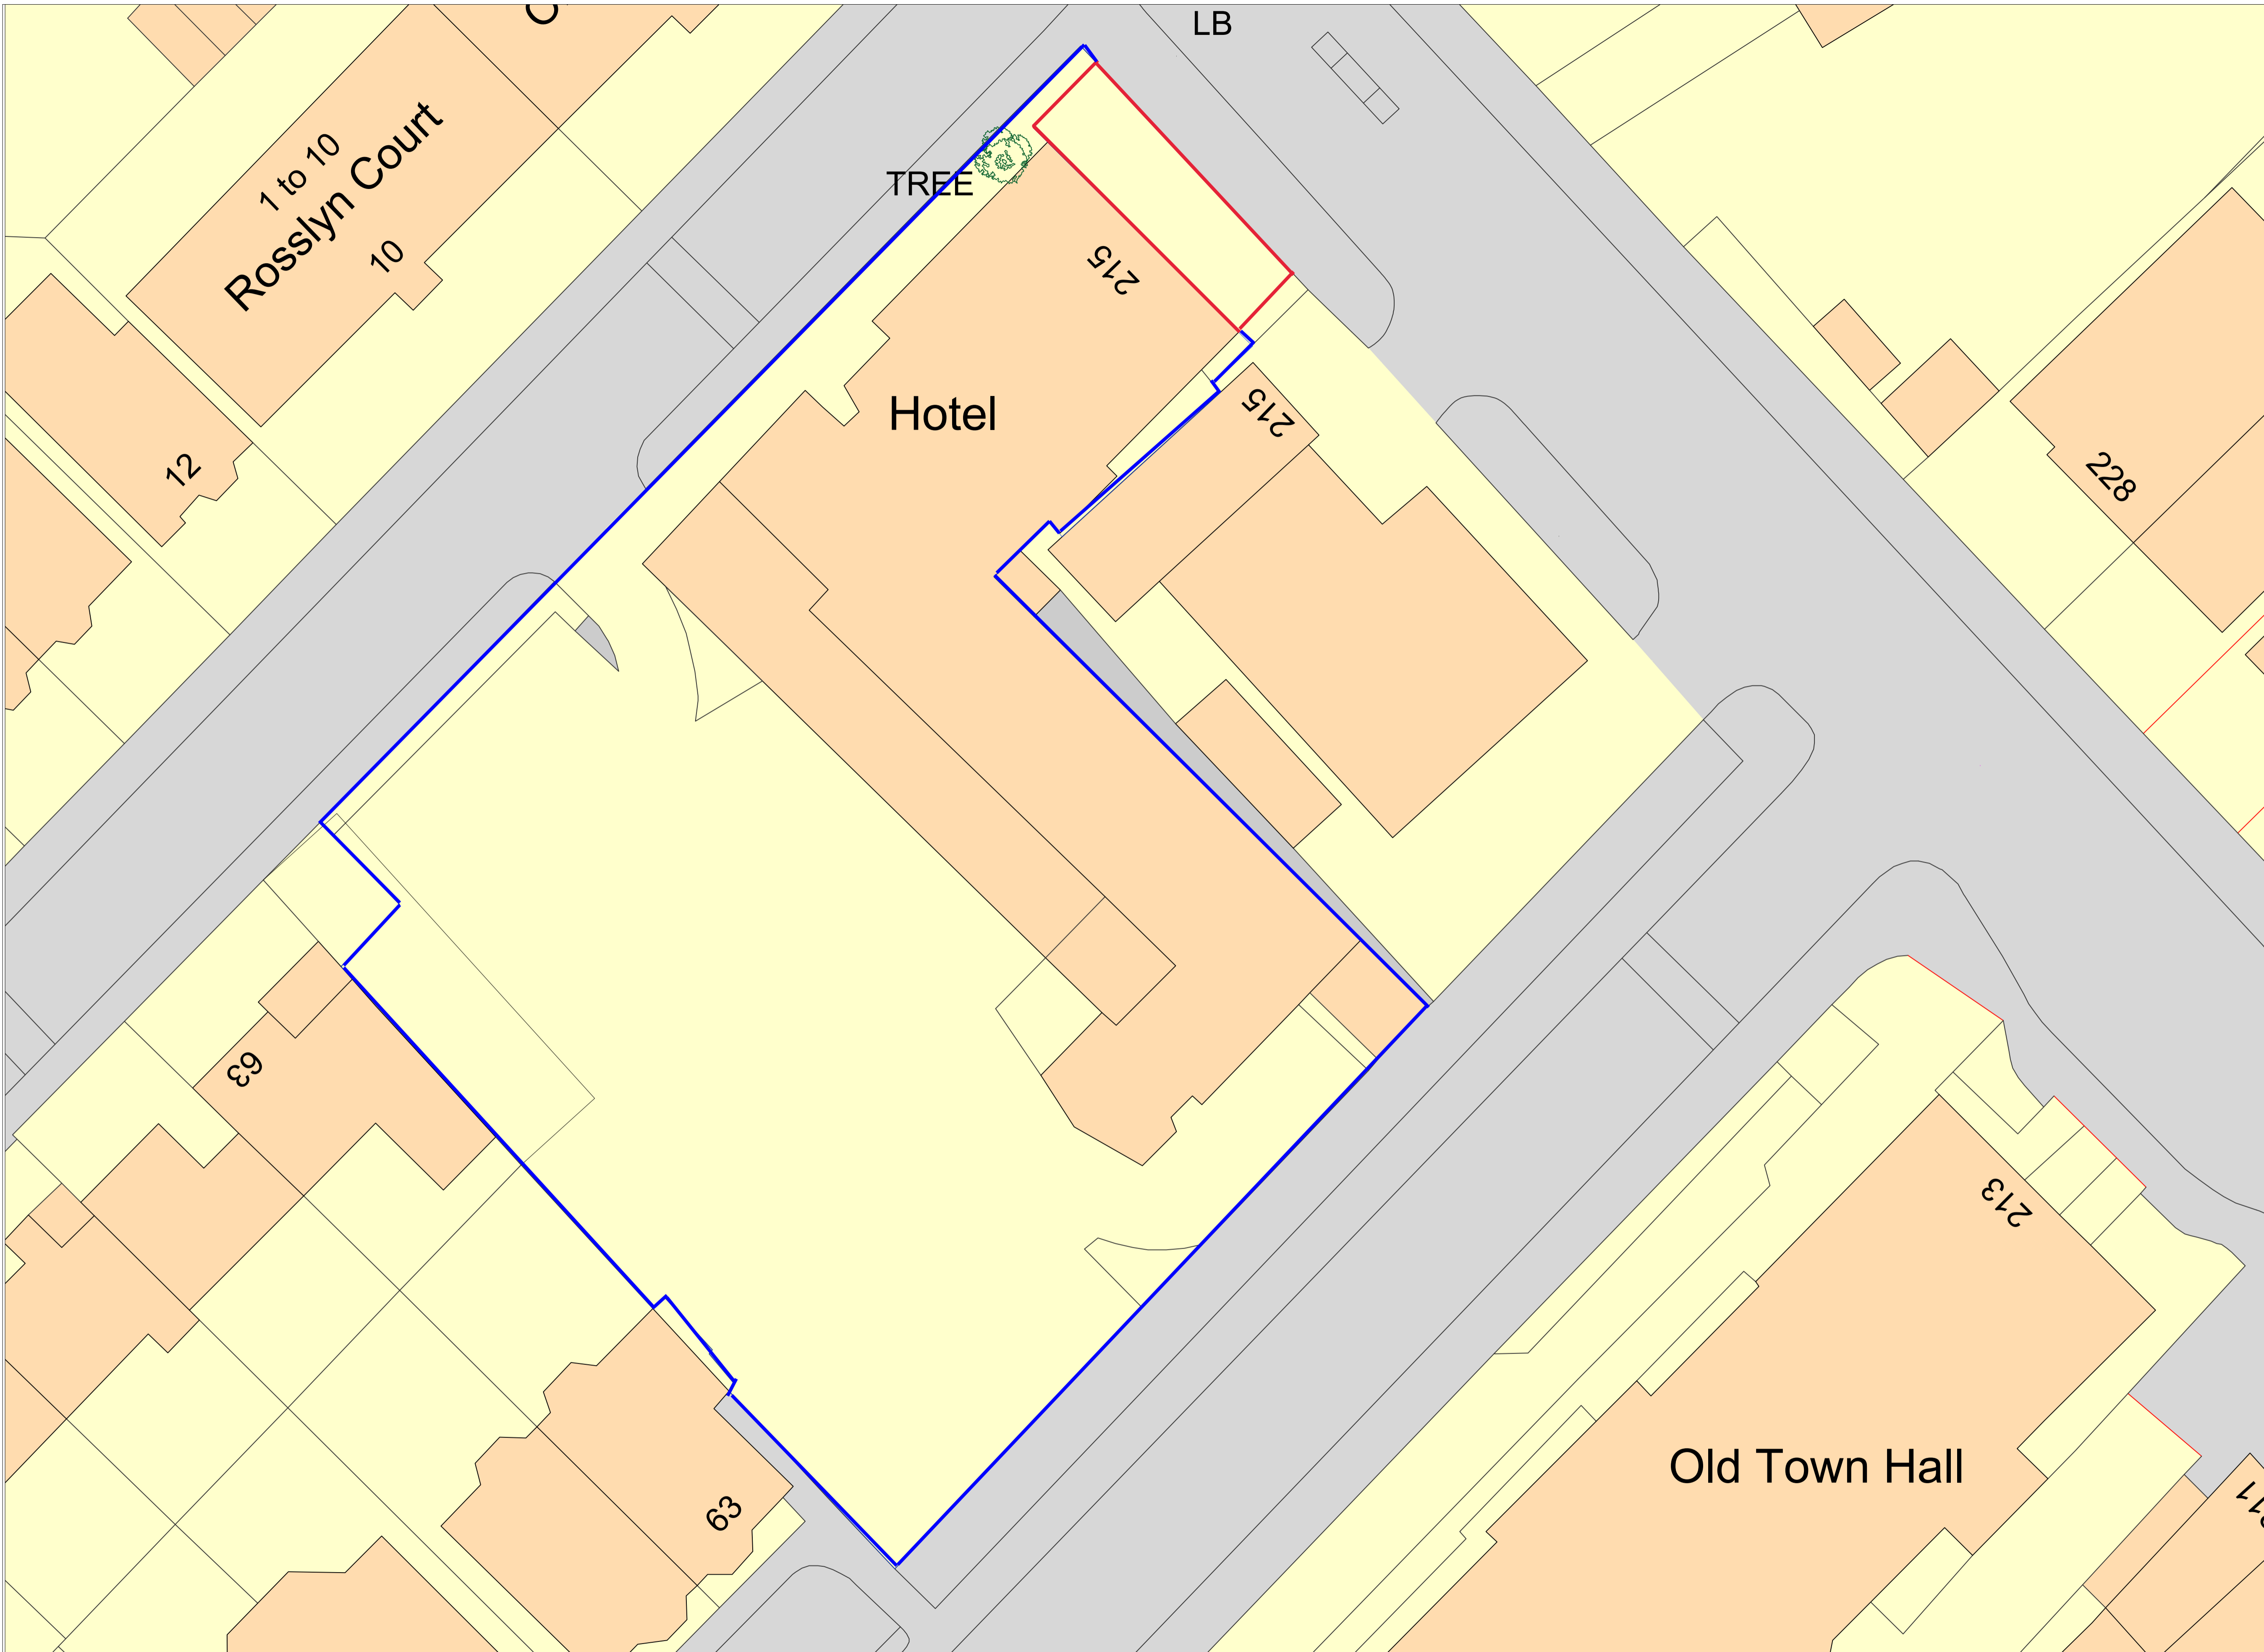 LB
1 to 10
Rosslyn Court
10
TREE
215
Hotel
215
12
228
63
213
Old Town Hall
63